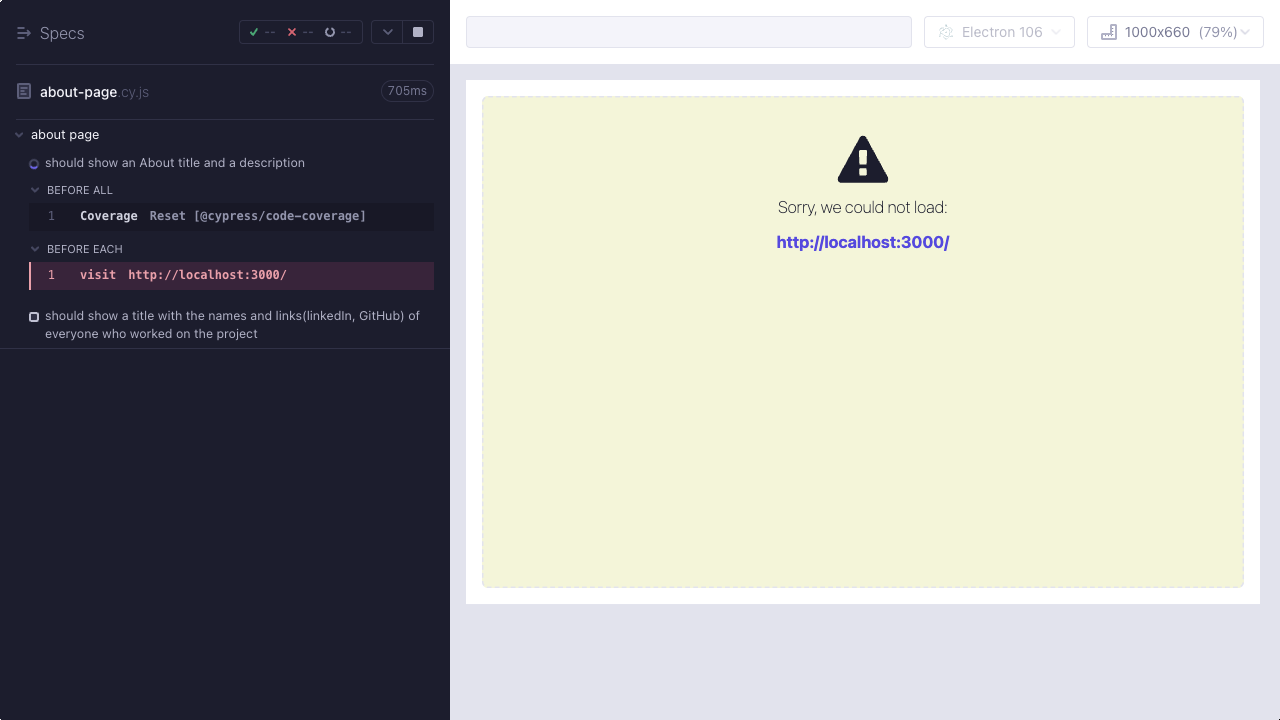 Specs
--
--
--
Electron 106
1000x660 (79%)
about-page.cy.js
705ms
about page
should show an About title and a description
BEFORE ALL
1 Coverage Reset [@cypress/code-coverage]
BEFORE EACH
1 visit http://localhost:3000/
should show a title with the names and links(linkedIn, GitHub) of
everyone who worked on the project
Sorry, we could not load:
http://localhost:3000/